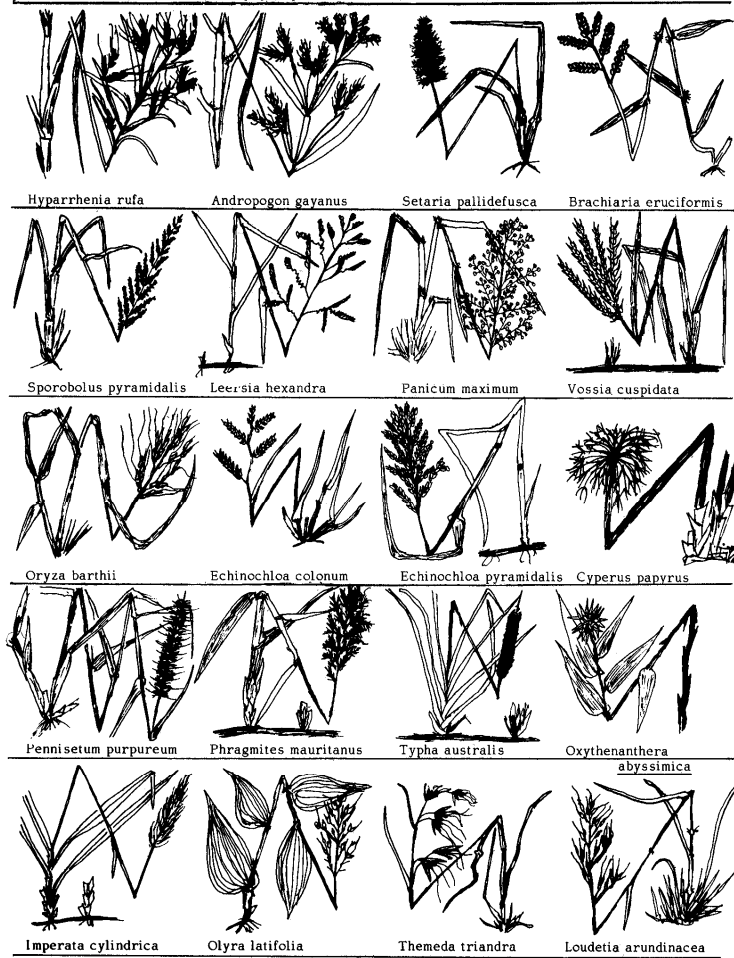 Hyparrhenia rufa Andropogon gayanus Setaria pallidefusca Brachiaria eruciformis
Sporobolus pyramidalis Leersia hexandra Panicum maximum Vossia cuspidata
Oryza barthii Echinochloa colonum Echinochloa pyramidalis Cyperus papyrus
Pennisetum purpureum Phragmites mauritanus Typha australis Oxythenanthera
abyssimica
Imperata cylindrica Olyra latifolia Themeda triandra Loudetia arundinacea